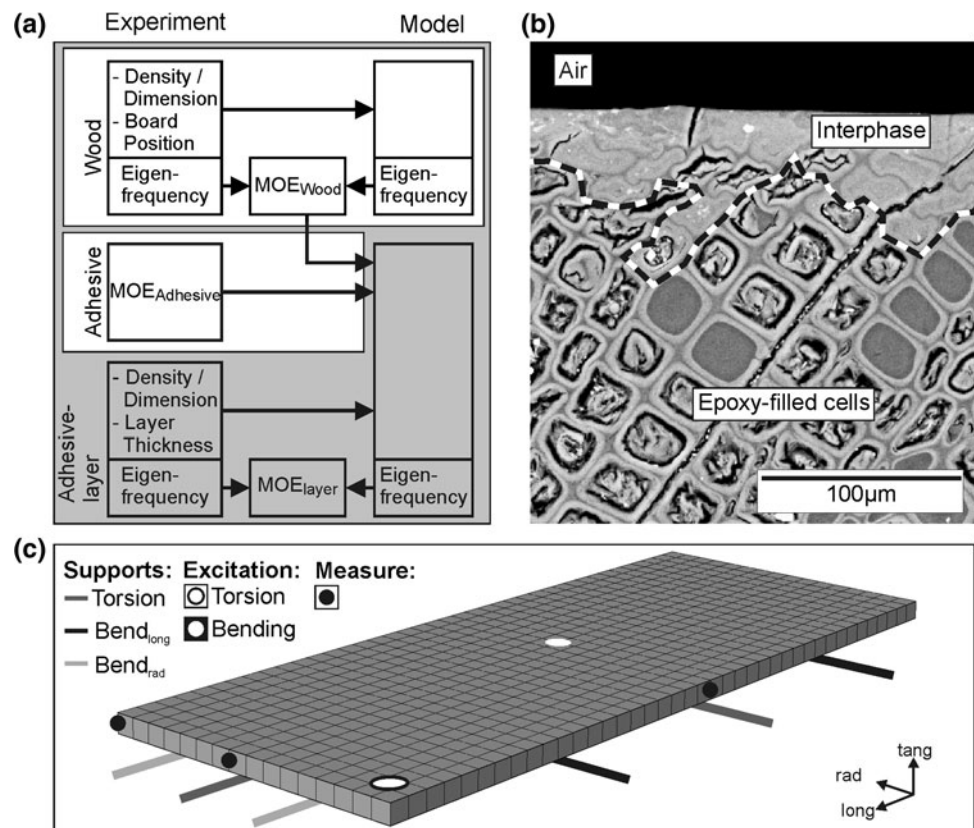 (a)
Experiment
Model
Wood
- Density /
Dimension
- Board
Position
Eigen-
frequency
MOEWood
Eigen-
frequency
Adhesive
MOEAdhesive
Adhesive-
layer
- Density /
Dimension
- Layer
Thickness
Eigen-
frequency
MOElayer
Eigen-
frequency
(b)
Air
Interphase
Epoxy-filled cells
100µm
(c)
Supports:
Torsion
Bendlong
Bendrad
Excitation:
Torsion
Bending
Measure:
tang
rad
long